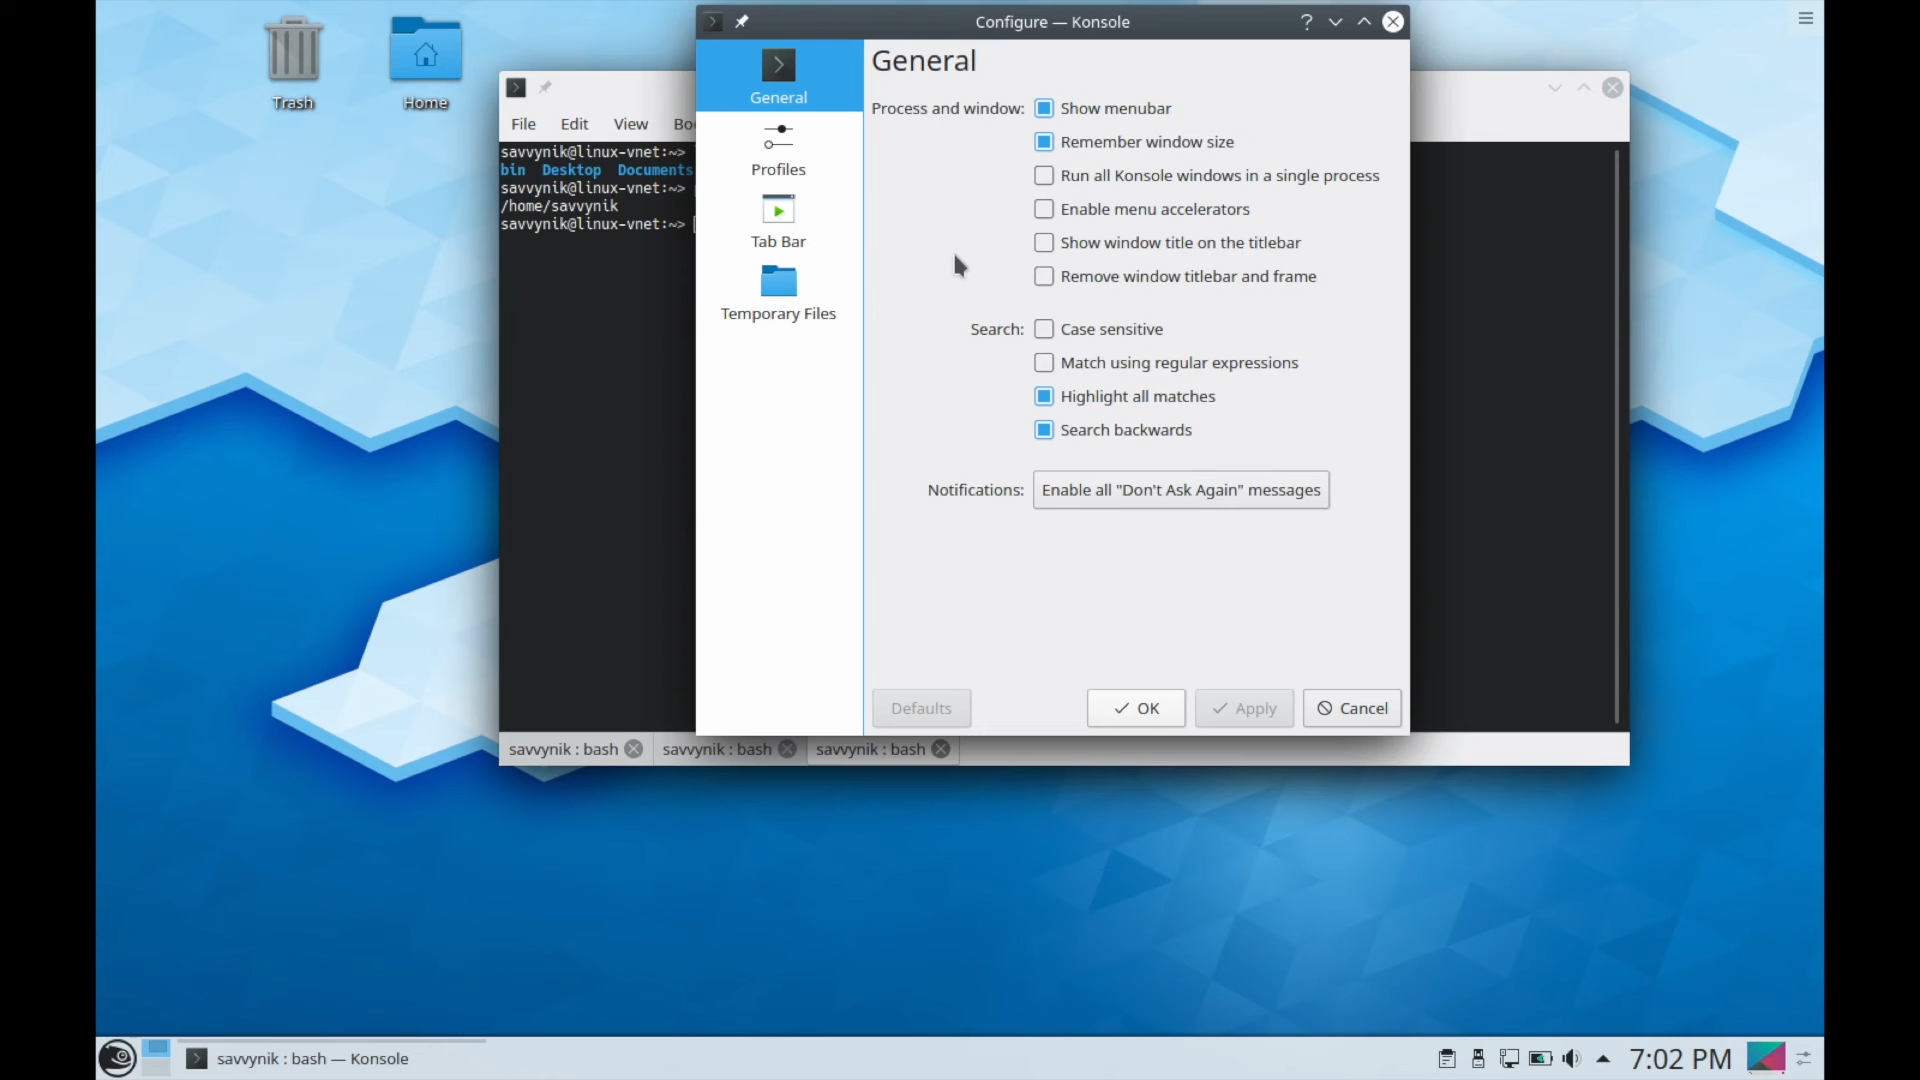 Trash
Home
Configure — Konsole
General
Profiles
Tab Bar
Temporary Files
General
Process and window:
Show menubar
Remember window size
Run all Konsole windows in a single process
Enable menu accelerators
Show window title on the titlebar
Remove window titlebar and frame
Search:
Case sensitive
Match using regular expressions
Highlight all matches
Search backwards
Notifications:
Enable all "Don't Ask Again" messages
Defaults
OK
Apply
Cancel
File Edit View
savvynik@linux-vnet:~>
bin Desktop Documents
savvynik@linux-vnet:~>
/home/savvynik
savvynik@linux-vnet:~>
savvynik : bash
savvynik : bash
savvynik : bash
savvynik : bash — Konsole
7:02 PM